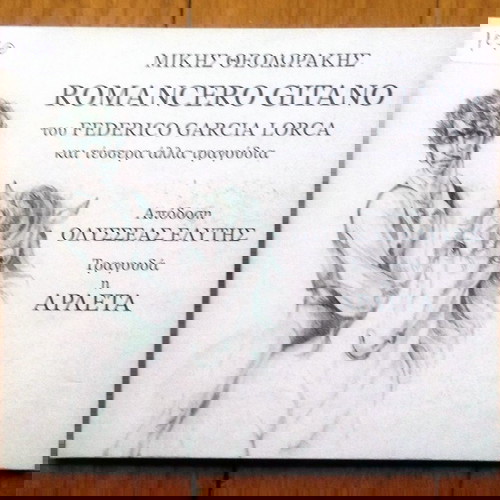 ΜΙΚΗΣ ΘΕΟΔΩΡΑΚΗΣ
ROMANCERO GITANO
του FEDERICO GARCIA LORCA
και τέσσερα άλλα τραγούδια
Απόδοση
ΟΔΥΣΣΕΑΣ ΕΛΥΤΗΣ
Τραγουδά
η
ΑΡΛΕΤΑ